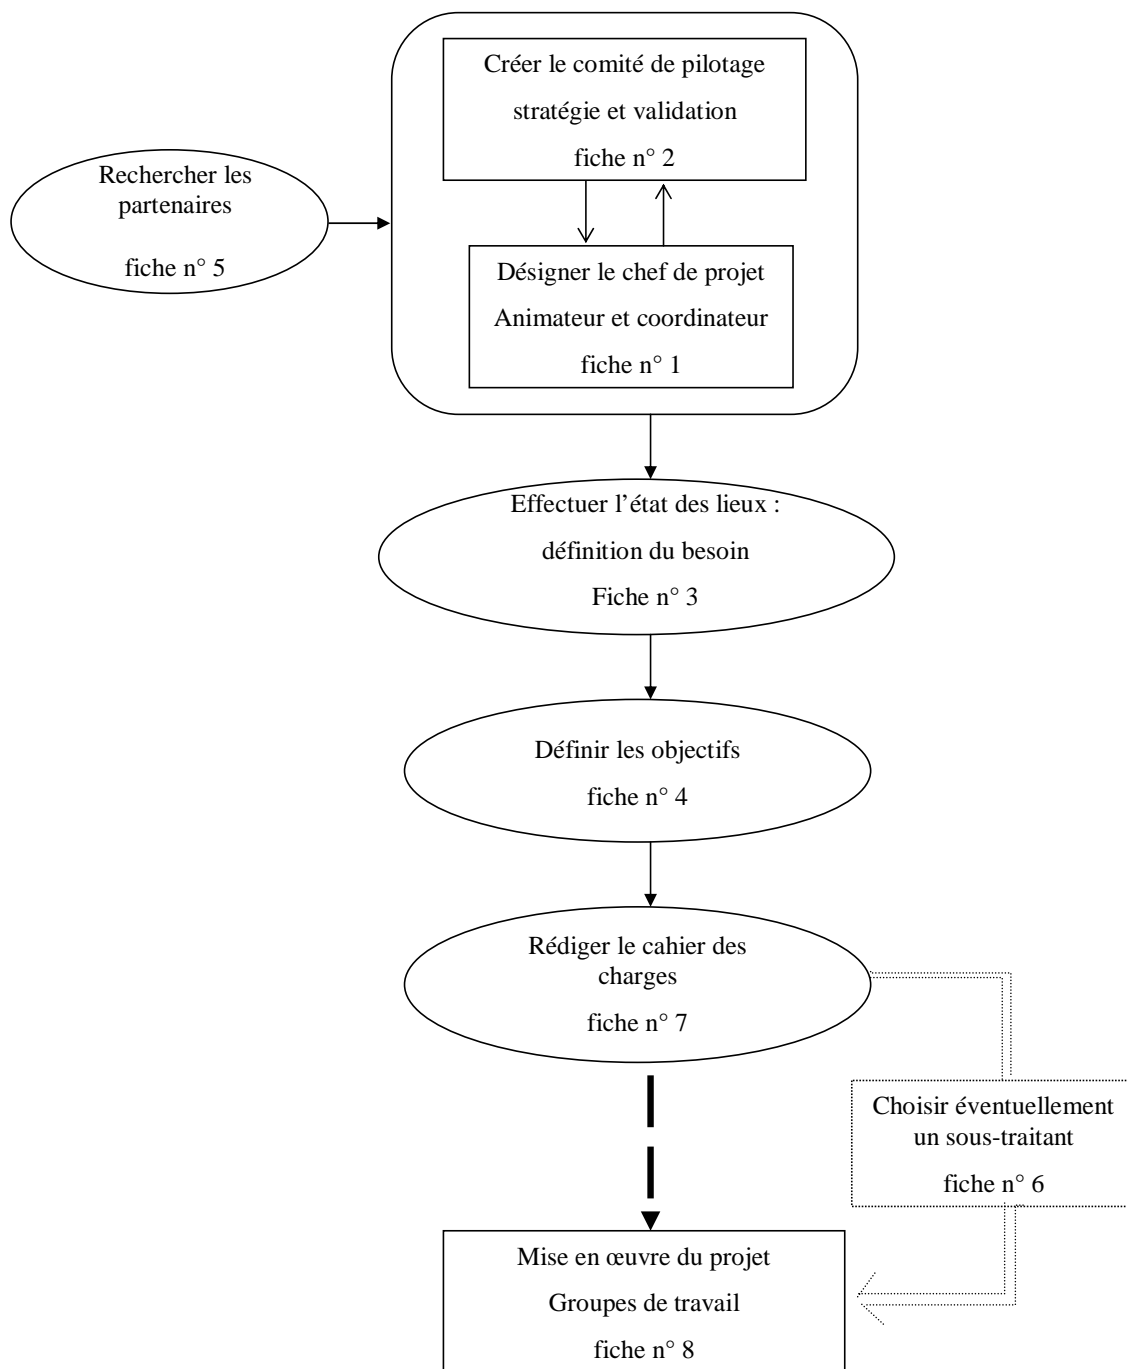 Créer le comité de pilotage
stratégie et validation
fiche n° 2
Rechercher les
partenaires
fiche n° 5
Désigner le chef de projet
Animateur et coordinateur
fiche n° 1
Effectuer l’état des lieux :
définition du besoin
Fiche n° 3
Définir les objectifs
fiche n° 4
Rédiger le cahier des
charges
fiche n° 7
Choisir éventuellement
un sous-traitant
fiche n° 6
Mise en œuvre du projet
Groupes de travail
fiche n° 8